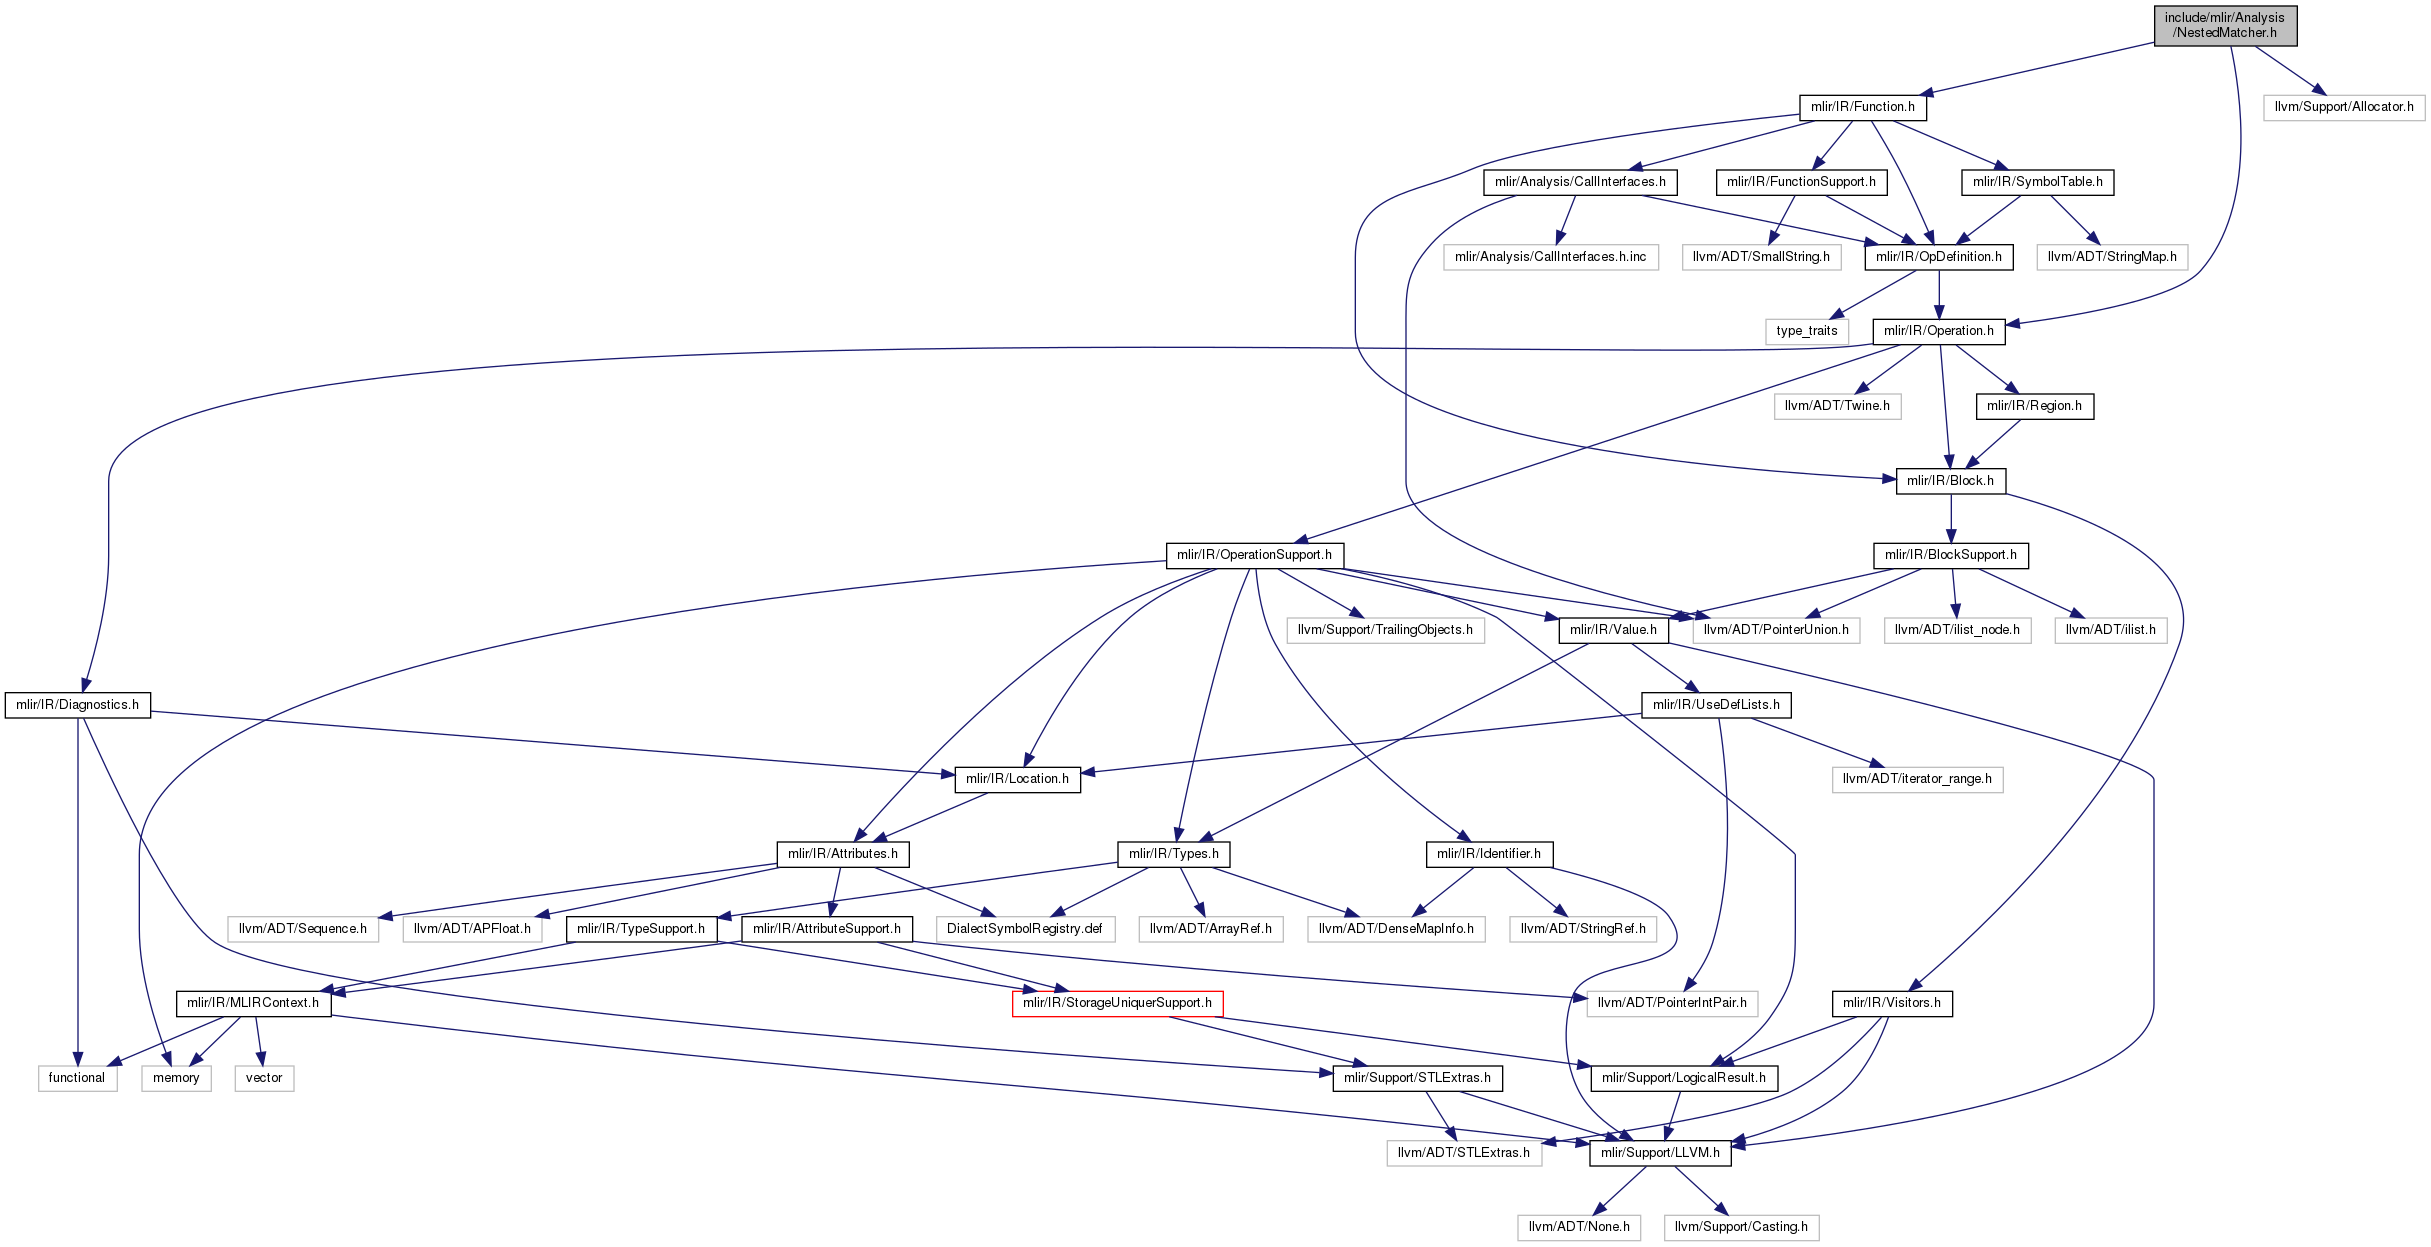 include/mlir/Analysis
/NestedMatcher.h
mlir/IR/Function.h
llvm/Support/Allocator.h
mlir/Analysis/CallInterfaces.h
mlir/IR/FunctionSupport.h
mlir/IR/SymbolTable.h
mlir/Analysis/CallInterfaces.h.inc
llvm/ADT/SmallString.h
mlir/IR/OpDefinition.h
llvm/ADT/StringMap.h
type_traits
mlir/IR/Operation.h
llvm/ADT/Twine.h
mlir/IR/Region.h
mlir/IR/Block.h
mlir/IR/OperationSupport.h
mlir/IR/BlockSupport.h
llvm/Support/TrailingObjects.h
mlir/IR/Value.h
llvm/ADT/PointerUnion.h
llvm/ADT/ilist_node.h
llvm/ADT/ilist.h
mlir/IR/Diagnostics.h
mlir/IR/UseDefLists.h
mlir/IR/Location.h
llvm/ADT/iterator_range.h
mlir/IR/Attributes.h
mlir/IR/Types.h
mlir/IR/Identifier.h
llvm/ADT/Sequence.h
llvm/ADT/APFloat.h
mlir/IR/TypeSupport.h
mlir/IR/AttributeSupport.h
DialectSymbolRegistry.def
llvm/ADT/ArrayRef.h
llvm/ADT/DenseMapInfo.h
llvm/ADT/StringRef.h
mlir/IR/MLIRContext.h
mlir/IR/StorageUniquerSupport.h
llvm/ADT/PointerIntPair.h
mlir/IR/Visitors.h
functional
memory
vector
mlir/Support/STLExtras.h
mlir/Support/LogicalResult.h
llvm/ADT/STLExtras.h
mlir/Support/LLVM.h
llvm/ADT/None.h
llvm/Support/Casting.h